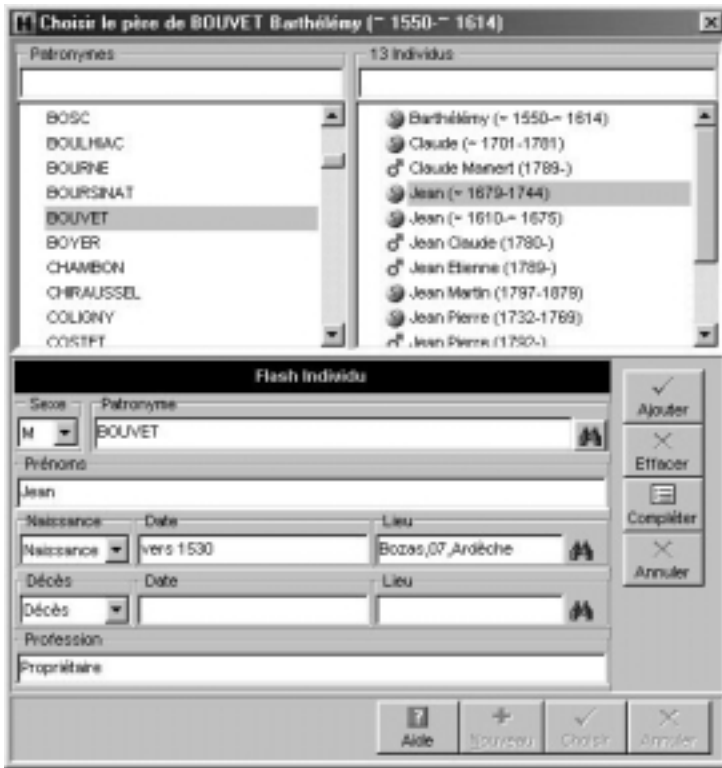 Choisir le père de BOUVET Barthélémy (~ 1550-~ 1614)
Patronymes
13 Individus
BOSC
BOULHIAC
BOURNE
BOURSINAT
BOUVET
BOYER
CHAMBON
CHIRAUSSEL
COLIGNY
COSTET
Barthélémy (~ 1550-~ 1614)
Claude (~ 1701-1781)
Claude Mamert (1789-)
Jean (~ 1679-1744)
Jean (~ 1610-~ 1675)
Jean Claude (1780-)
Jean Etienne (1789-)
Jean Martin (1797-1879)
Jean Pierre (1732-1769)
Jean Pierre (1792-)
Flash Individu
Sexe Patronyme
M BOUVET
Prénoms
Jean
Naissance Date Lieu
Naissance vers 1530 Bozas,07,Ardèche
Décès Date Lieu
Décès
Profession
Propriétaire
Ajouter
Effacer
Compléter
Annuler
Aide Nouveau Choisir Annuler